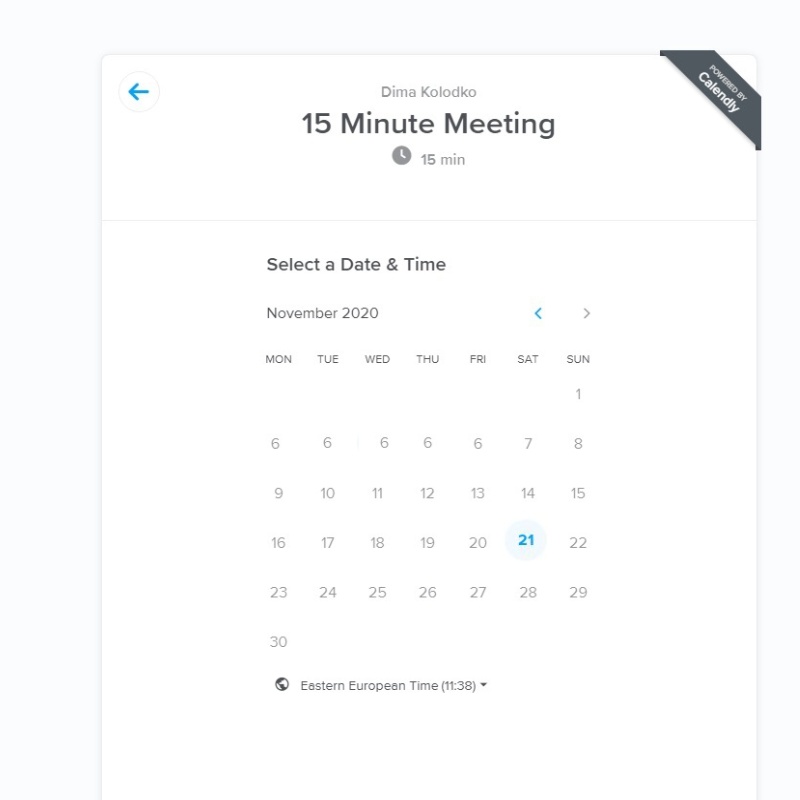 POWERED BY
Calendly
Dima Kolodko
15 Minute Meeting
15 min
Select a Date & Time
November 2020
MON TUE WED THU FRI SAT SUN
1
6 6 6 6 6 7 8
9 10 11 12 13 14 15
16 17 18 19 20 21 22
23 24 25 26 27 28 29
30
Eastern European Time (11:38)